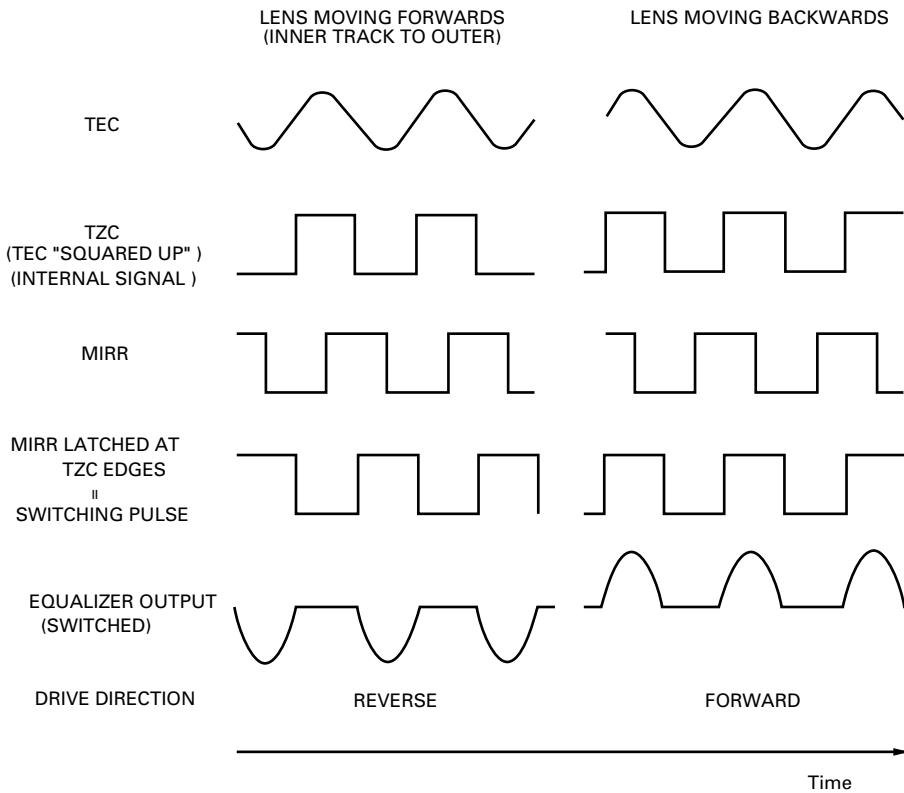 LENS MOVING FORWARDS
(INNER TRACK TO OUTER)
LENS MOVING BACKWARDS
TEC
TZC
(TEC "SQUARED UP" )
(INTERNAL SIGNAL )
MIRR
MIRR LATCHED AT
TZC EDGES
=
SWITCHING PULSE
EQUALIZER OUTPUT
(SWITCHED)
DRIVE DIRECTION
REVERSE
FORWARD
Time